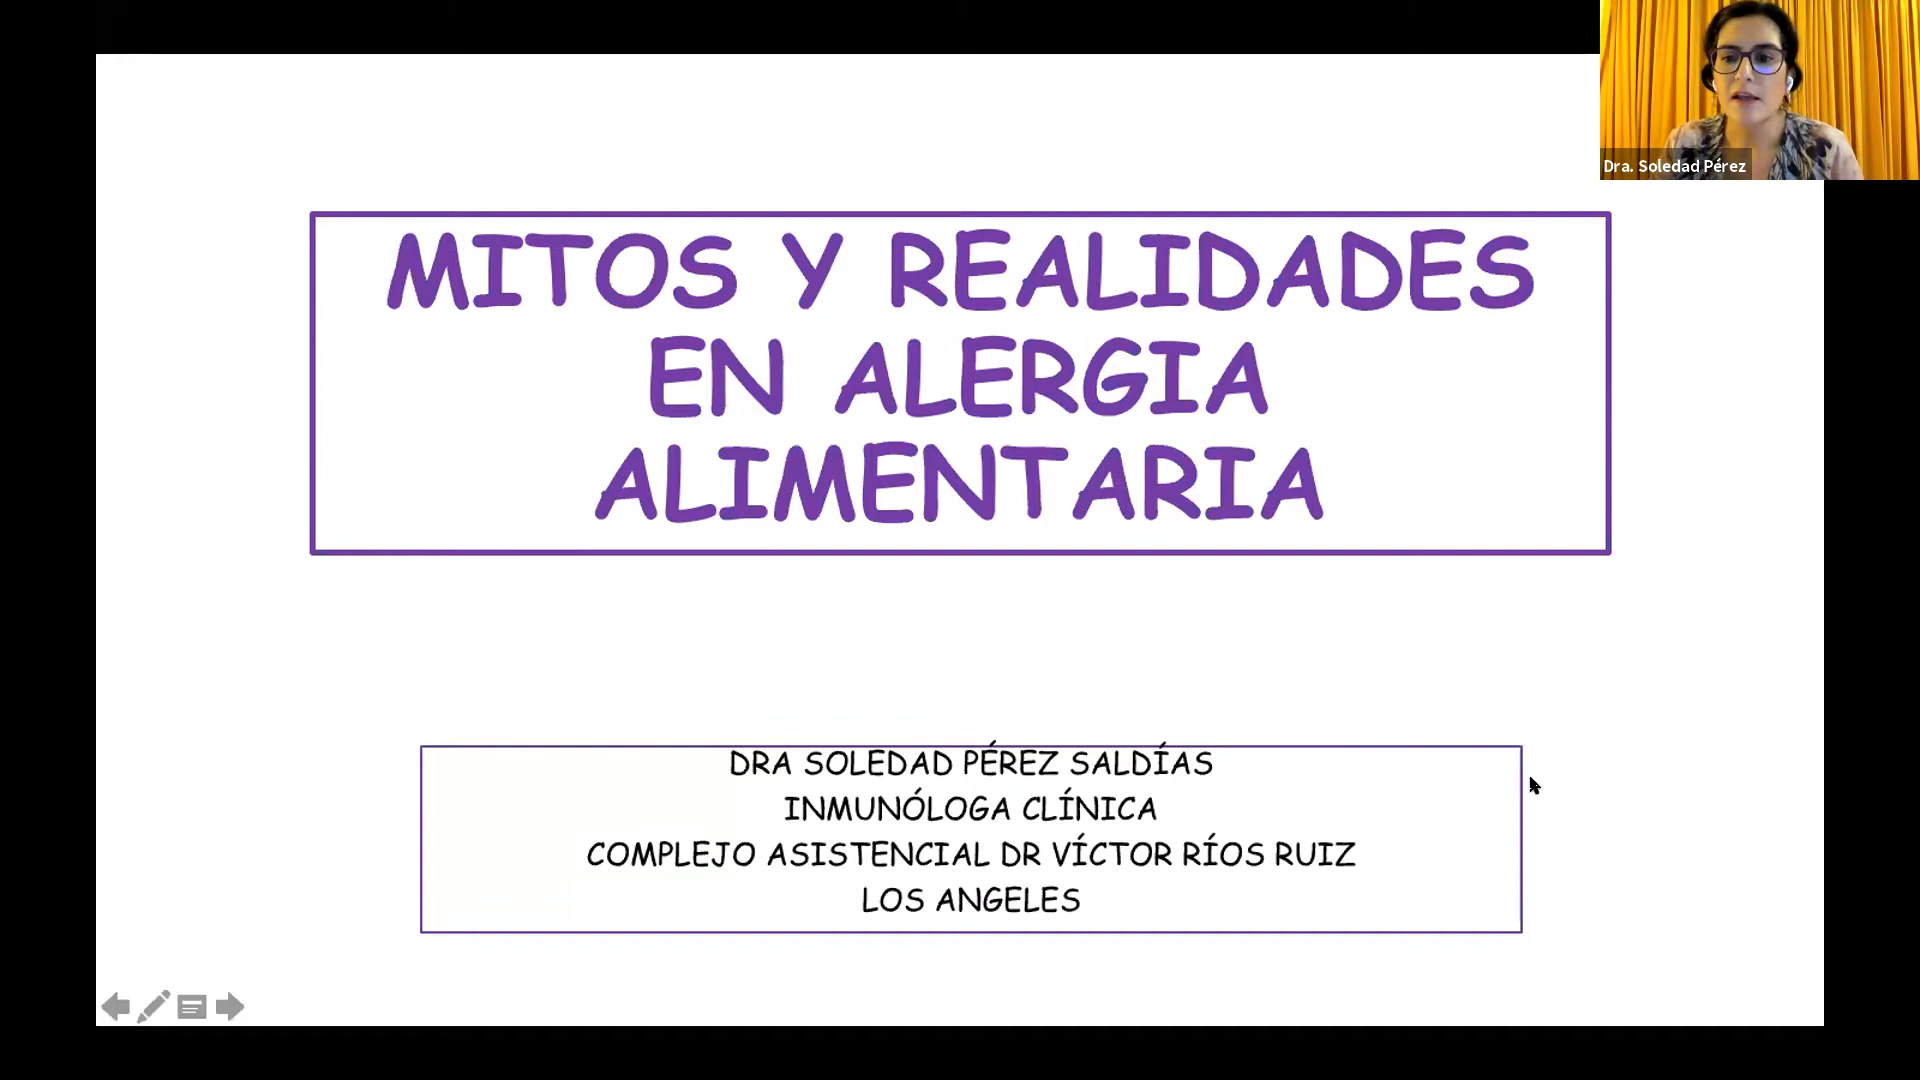 Dra. Soledad Pérez
MITOS Y REALIDADES
EN ALERGIA
ALIMENTARIA
DRA SOLEDAD PÉREZ SALDÍAS
INMUNÓLOGA CLÍNICA
COMPLEJO ASISTENCIAL DR VÍCTOR RÍOS RUIZ
LOS ANGELES